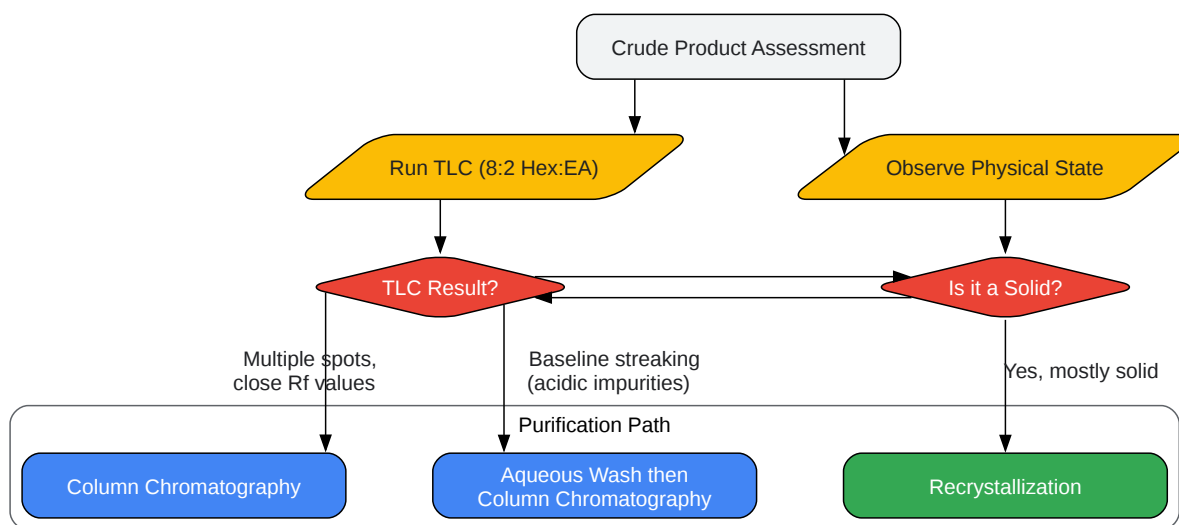 Crude Product Assessment
Run TLC (8:2 Hex:EA)
Observe Physical State
TLC Result?
Is it a Solid?
Multiple spots,
close Rf values
Baseline streaking
(acidic impurities)
Yes, mostly solid
Purification Path
Column Chromatography
Aqueous Wash then
Column Chromatography
Recrystallization